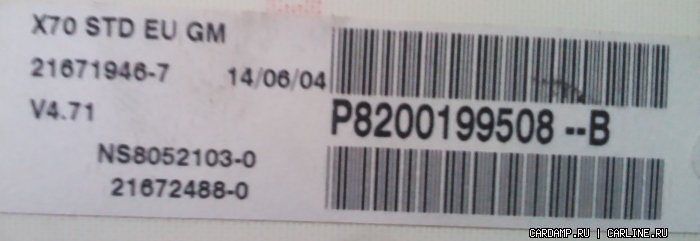 X70 STD EU GM
21671946-7 14/06/04
V4.71
P8200199508 --B
NS8052103-0
21672488-0
CARDAMP.RU | CARLINE.RU